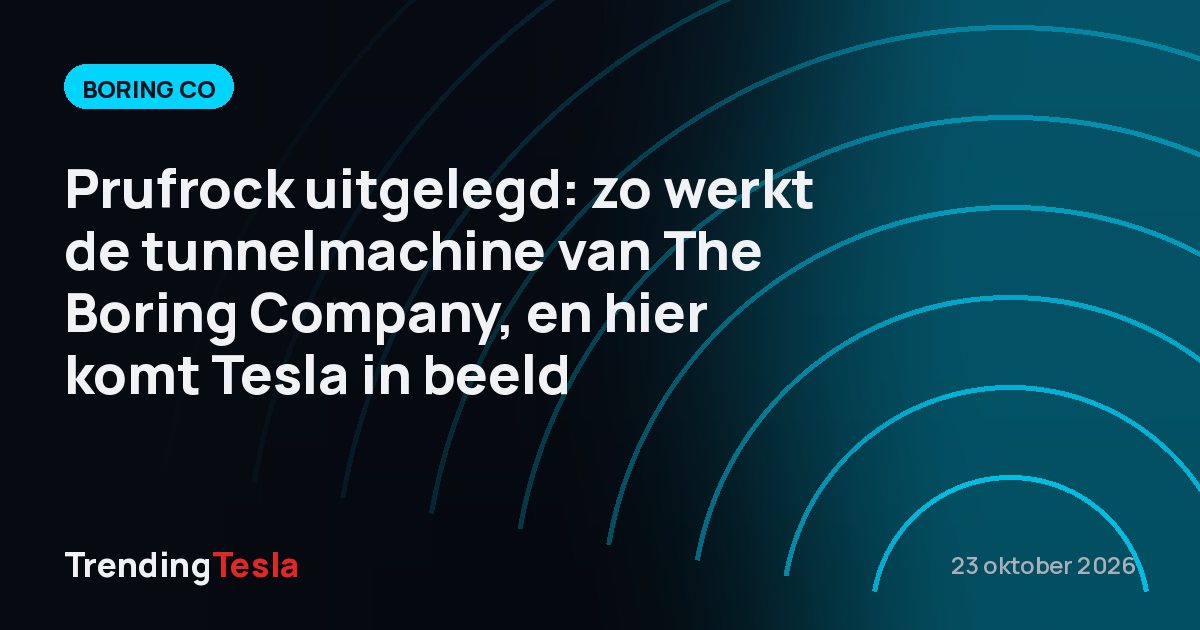 BORING CO
Prufrock uitgelegd: zo werkt
de tunnelmachine van The
Boring Company, en hier
komt Tesla in beeld
TrendingTesla
23 oktober 2026